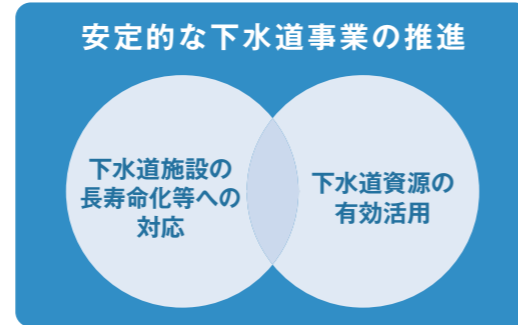 安定的な下水道事業の推進
下水道施設の
長寿命化等への
対応
下水道資源の
有効活用